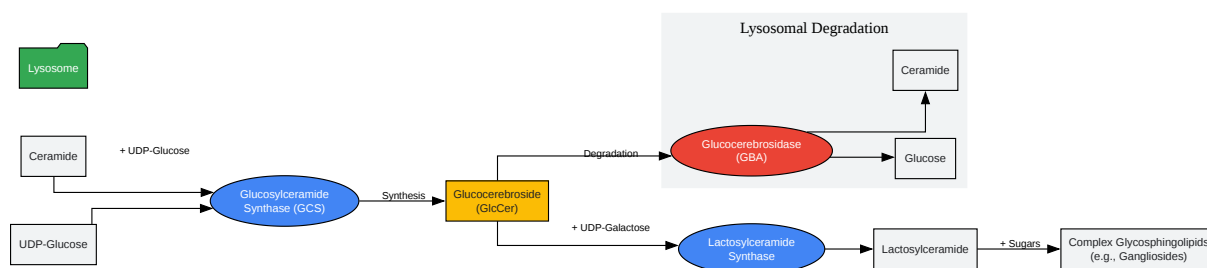 Lysosomal Degradation
Lysosome
Ceramide
Ceramide
+ UDP-Glucose
Degradation
Glucocerebrosidase
(GBA)
Glucose
Glucosylceramide
Synthase (GCS)
Synthesis
Glucocerebroside
(GlcCer)
UDP-Glucose
+ UDP-Galactose
Lactosylceramide
Synthase
Lactosylceramide
+ Sugars
Complex Glycosphingolipids
(e.g., Gangliosides)